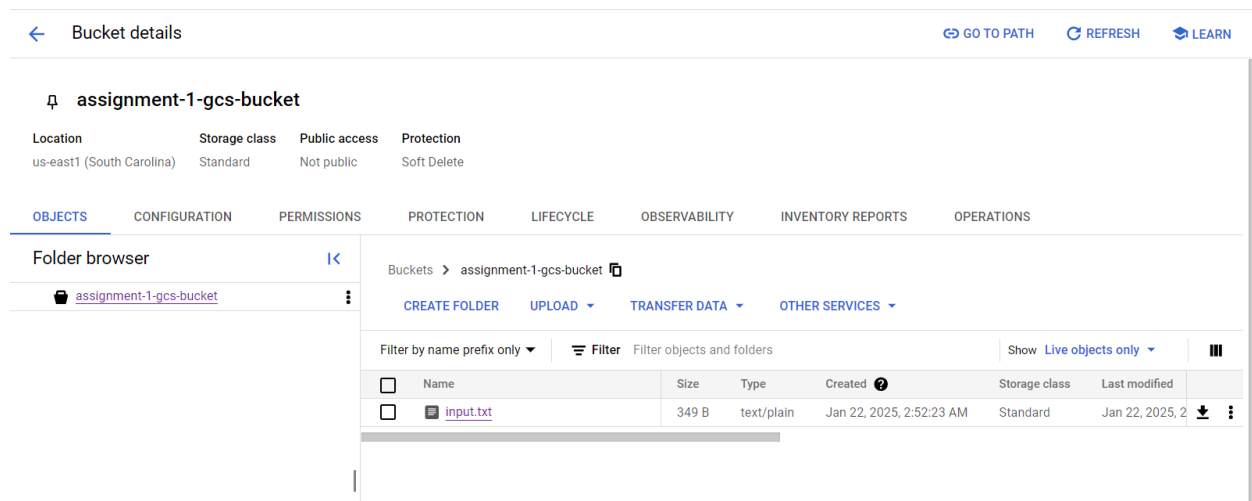 Bucket details
GO TO PATH
REFRESH
LEARN
assignment-1-gcs-bucket
Location
Storage class
Public access
Protection
us-east1 (South Carolina)
Standard
Not public
Soft Delete
OBJECTS
CONFIGURATION
PERMISSIONS
PROTECTION
LIFECYCLE
OBSERVABILITY
INVENTORY REPORTS
OPERATIONS
Folder browser
assignment-1-gcs-bucket
Buckets
assignment-1-gcs-bucket
CREATE FOLDER
UPLOAD
TRANSFER DATA
OTHER SERVICES
Filter by name prefix only
Filter
Filter objects and folders
Show
Live objects only
Name
Size
Type
Created
Storage class
Last modified
input.txt
349 B
text/plain
Jan 22, 2025, 2:52:23 AM
Standard
Jan 22, 2025, 2